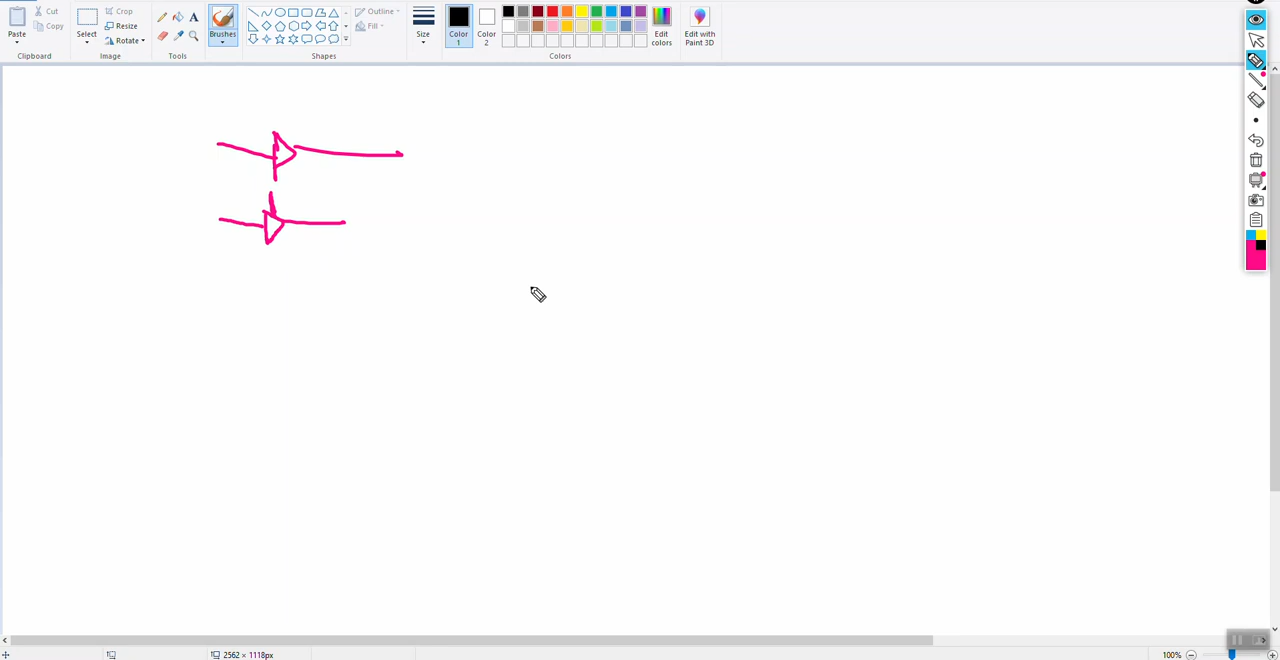 Cut
Copy
Paste
Clipboard
Crop
Resize
Rotate
Select
Image
A
Tools
Brushes
Outline
Fill
Shapes
Size
Color 1
Color 2
Edit colors
Edit with Paint 3D
Colors
2562 × 1118px
100%